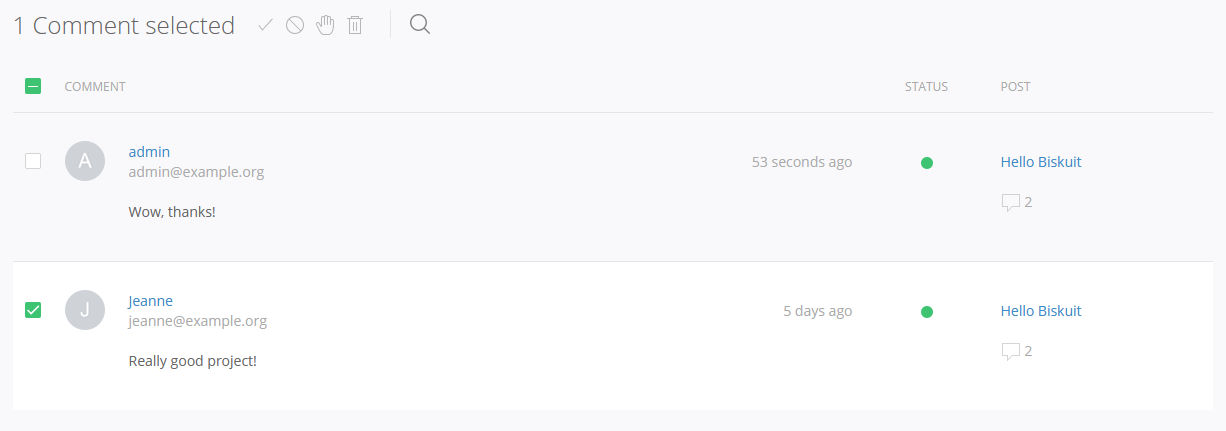 1 Comment selected
COMMENT STATUS POST
A admin 53 seconds ago Hello Biskuit
admin@example.org
2
Wow, thanks!
J Jeanne 5 days ago Hello Biskuit
jeanne@example.org
2
Really good project!